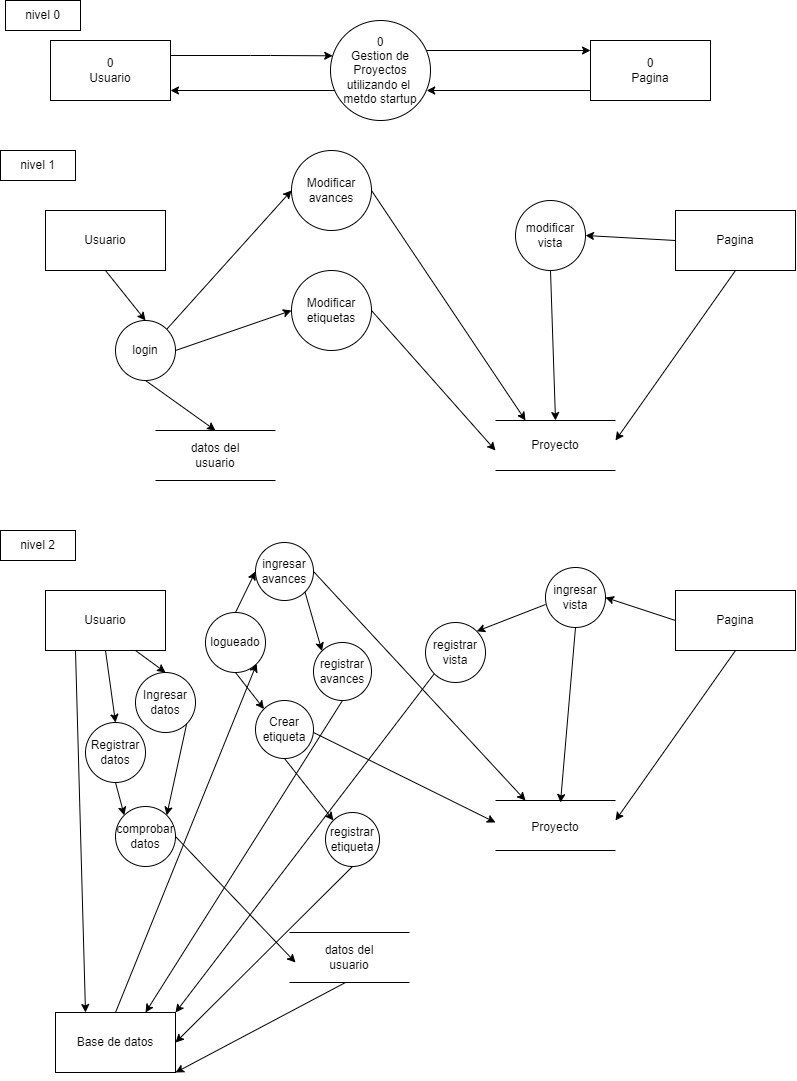 nivel 0
0
Usuario
0
Gestion de
Proyectos
utilizando el
metdo startup
0
Pagina
nivel 1
Usuario
login
Modificar
avances
Modificar
etiquetas
datos del
usuario
modificar
vista
Pagina
Proyecto
nivel 2
Usuario
Ingresar
datos
Registrar
datos
comprobar
datos
logueado
ingresar
avances
registrar
avances
Crear
etiqueta
registrar
etiqueta
registrar
vista
ingresar
vista
Pagina
Proyecto
datos del
usuario
Base de datos